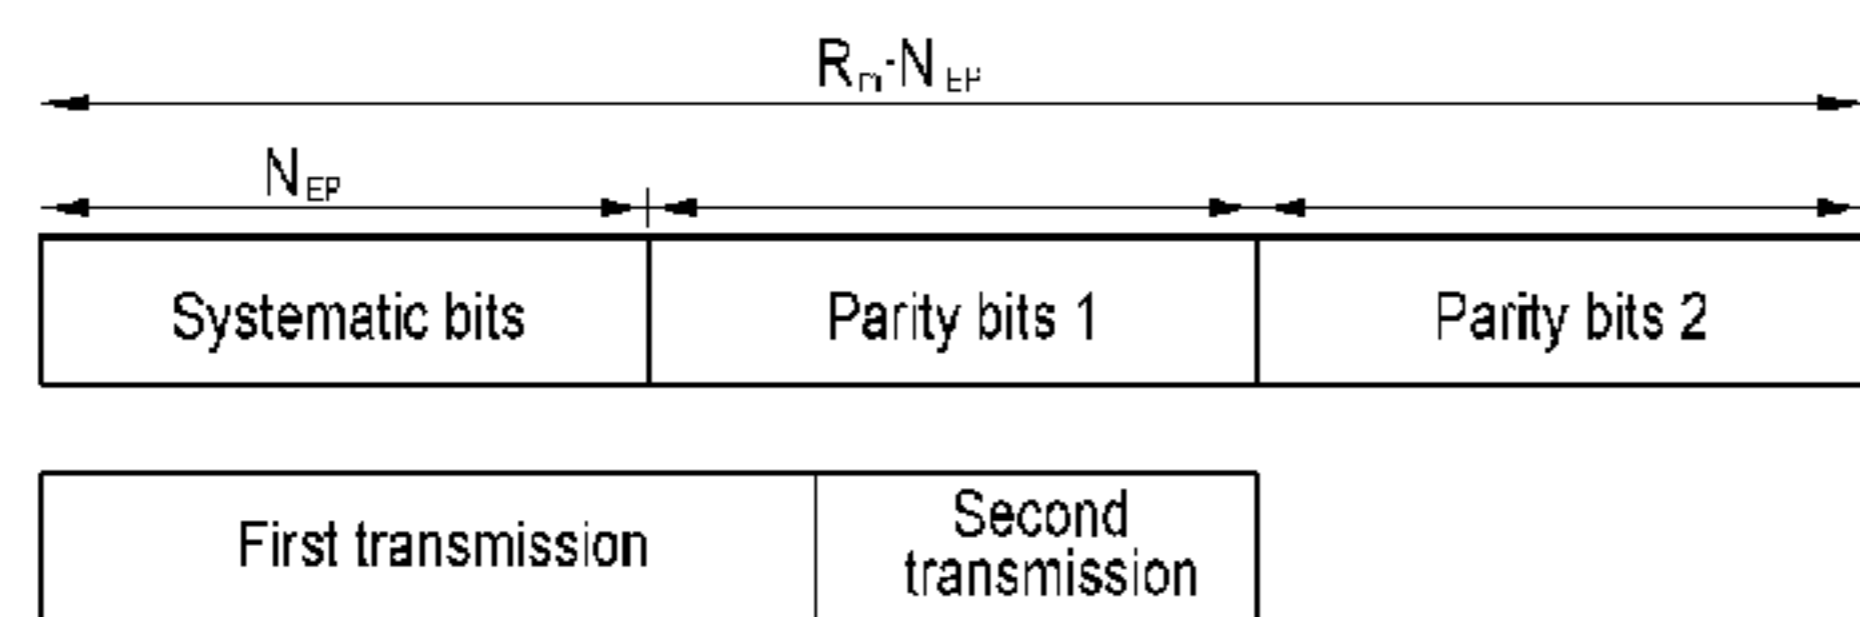 Rm·NEP
NEP
Systematic bits
Parity bits 1
Parity bits 2
First transmission
Second
transmission